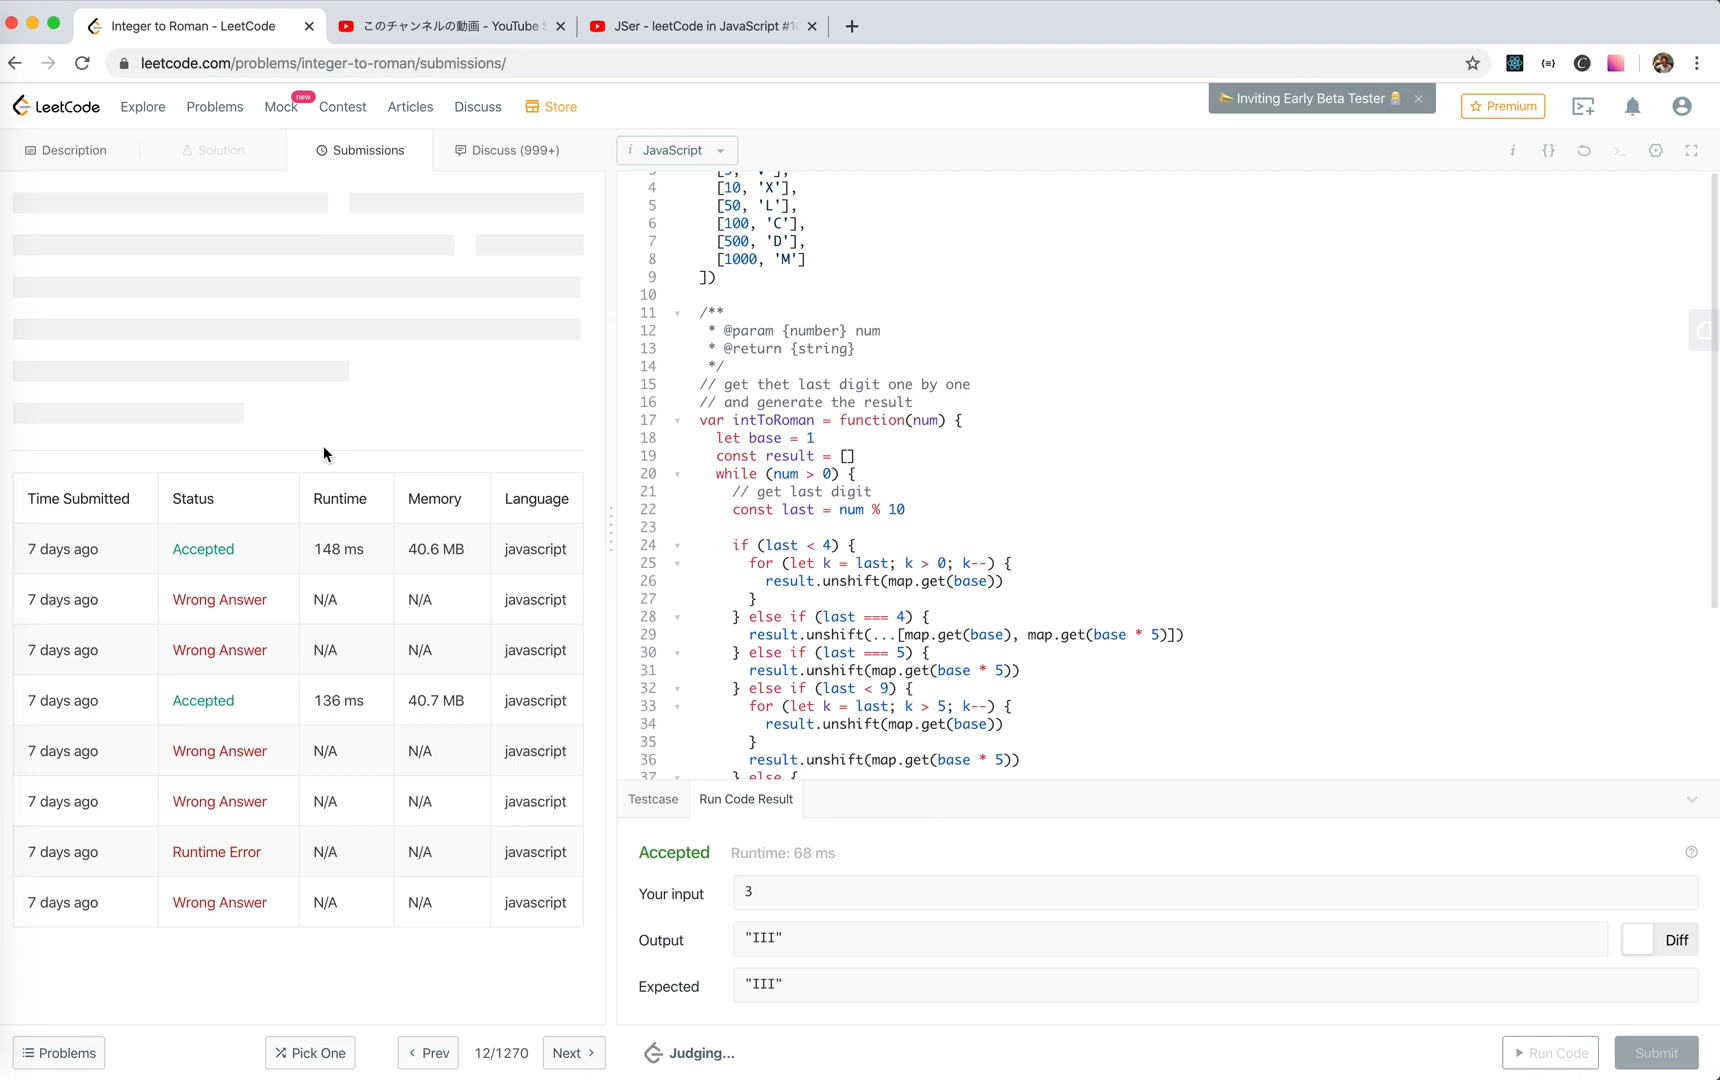 Integer to Roman - LeetCode
このチャンネルの動画 - YouTube S
JSer - leetCode in JavaScript #1
leetcode.com/problems/integer-to-roman/submissions/
LeetCode
Explore
Problems
Mock
new
Contest
Articles
Discuss
Store
Inviting Early Beta Tester
Premium
Description
Solution
Submissions
Discuss (999+)
i JavaScript
4 [10, 'X'],
5 [50, 'L'],
6 [100, 'C'],
7 [500, 'D'],
8 [1000, 'M']
9 ])
10
11 /**
12 * @param {number} num
13 * @return {string}
14 */
15 // get thet last digit one by one
16 // and generate the result
17 var intToRoman = function(num) {
18 let base = 1
19 const result = []
20 while (num > 0) {
21 // get last digit
22 const last = num % 10
23
24 if (last < 4) {
25 for (let k = last; k > 0; k--) {
26 result.unshift(map.get(base))
27 }
28 } else if (last === 4) {
29 result.unshift(...[map.get(base), map.get(base * 5)])
30 } else if (last === 5) {
31 result.unshift(map.get(base * 5))
32 } else if (last < 9) {
33 for (let k = last; k > 5; k--) {
34 result.unshift(map.get(base))
35 }
36 result.unshift(map.get(base * 5))
37 } else {
Time Submitted Status Runtime Memory Language
7 days ago Accepted 148 ms 40.6 MB javascript
7 days ago Wrong Answer N/A N/A javascript
7 days ago Wrong Answer N/A N/A javascript
7 days ago Accepted 136 ms 40.7 MB javascript
7 days ago Wrong Answer N/A N/A javascript
7 days ago Wrong Answer N/A N/A javascript
7 days ago Runtime Error N/A N/A javascript
7 days ago Wrong Answer N/A N/A javascript
Testcase
Run Code Result
Accepted Runtime: 68 ms
Your input 3
Output "III"
Diff
Expected "III"
Problems
Pick One
Prev
12/1270
Next
Judging...
Run Code
Submit